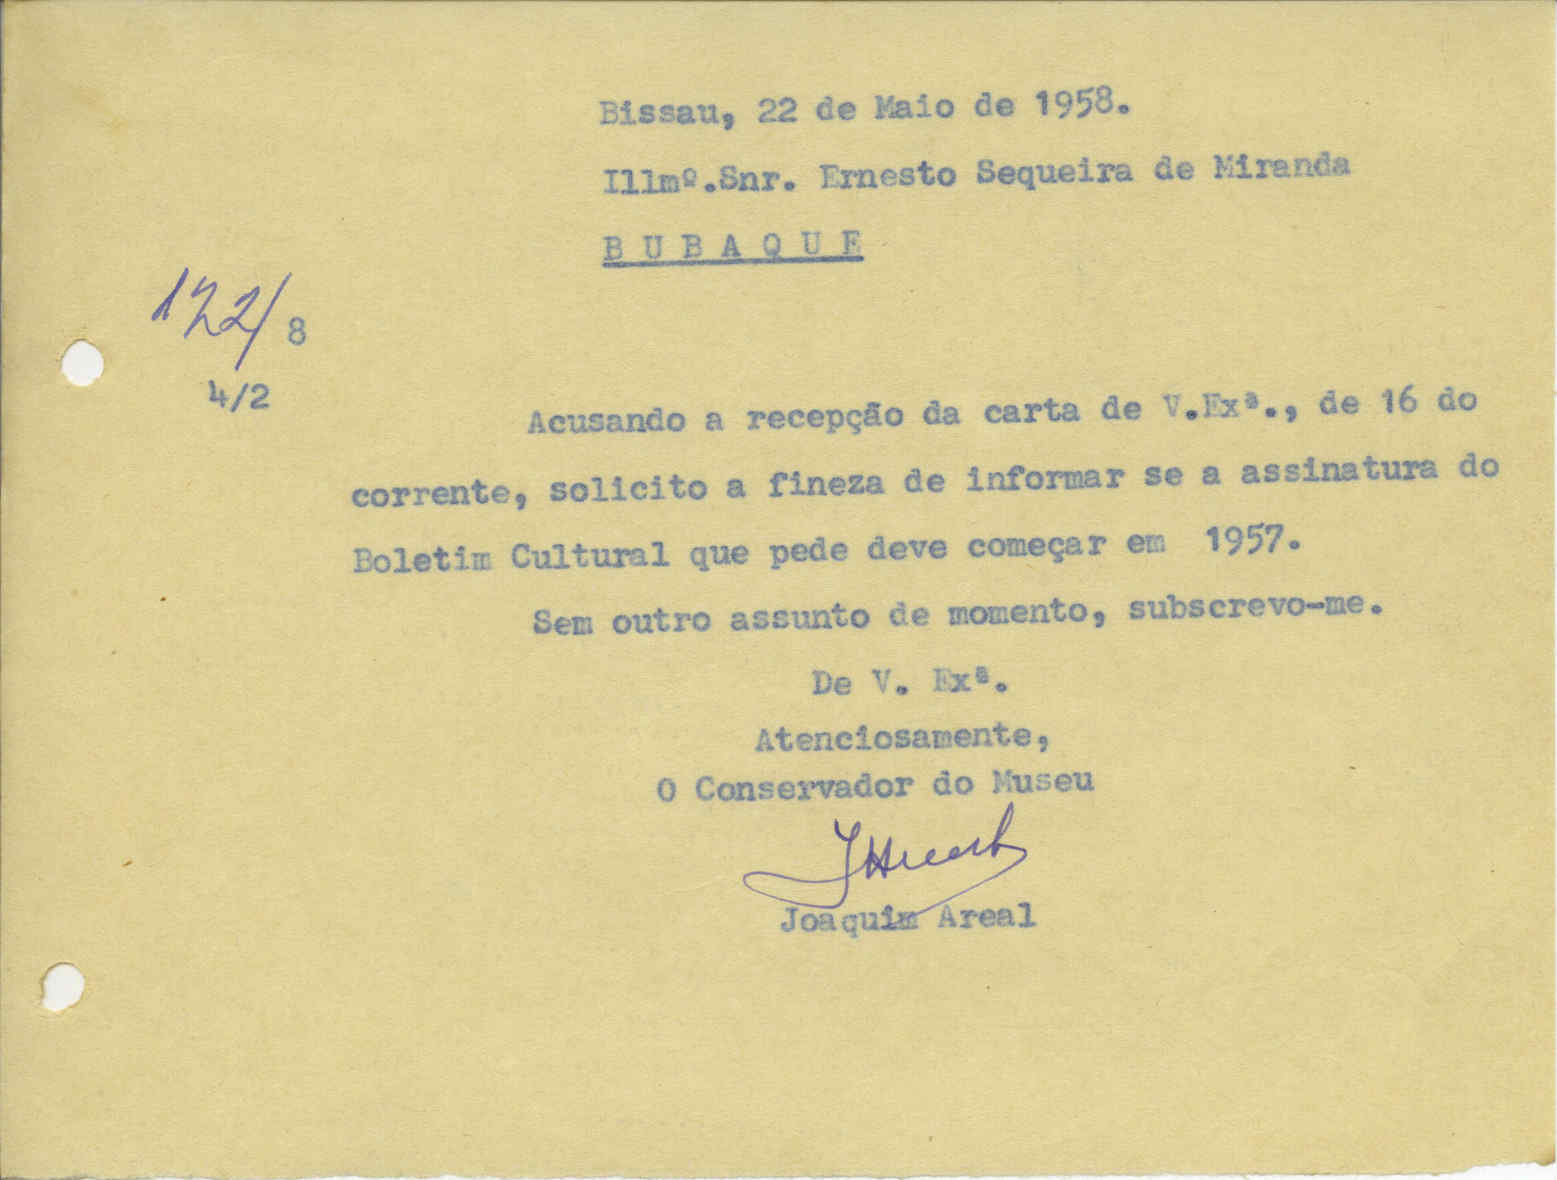 Bissau, 22 de Maio de 1958.
Illmº.Snr. Ernesto Sequeira de Miranda
B U B A Q U E
122/8
4/2
Acusando a recepção da carta de V.Exª., de 16 do
corrente, solicito a fineza de informar se a assinatura do
Boletim Cultural que pede deve começar em 1957.
Sem outro assunto de momento, subscrevo-me.
De V. Exª.
Atenciosamente,
O Conservador do Museu
Joaquim Areal